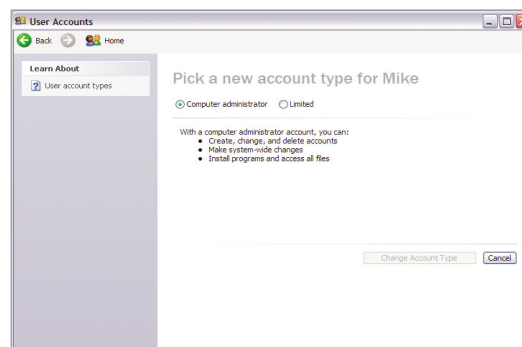 User Accounts
Back Home
Learn About
User account types
Pick a new account type for Mike
Computer administrator Limited
With a computer administrator account, you can:
• Create, change, and delete accounts
• Make system-wide changes
• Install programs and access all files
Change Account Type Cancel